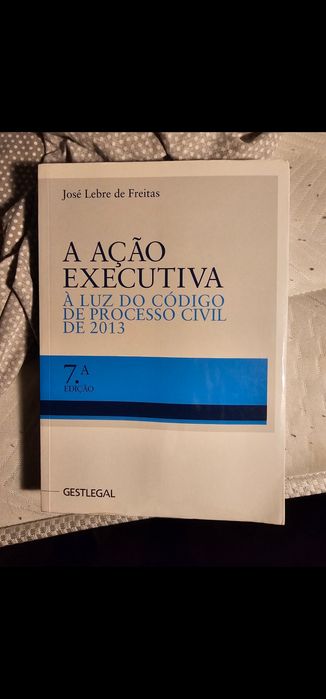 José Lebre de Freitas
A AÇÃO
EXECUTIVA
À LUZ DO CÓDIGO
DE PROCESSO CIVIL
DE 2013
7.ª
EDIÇÃO
GESTLEGAL